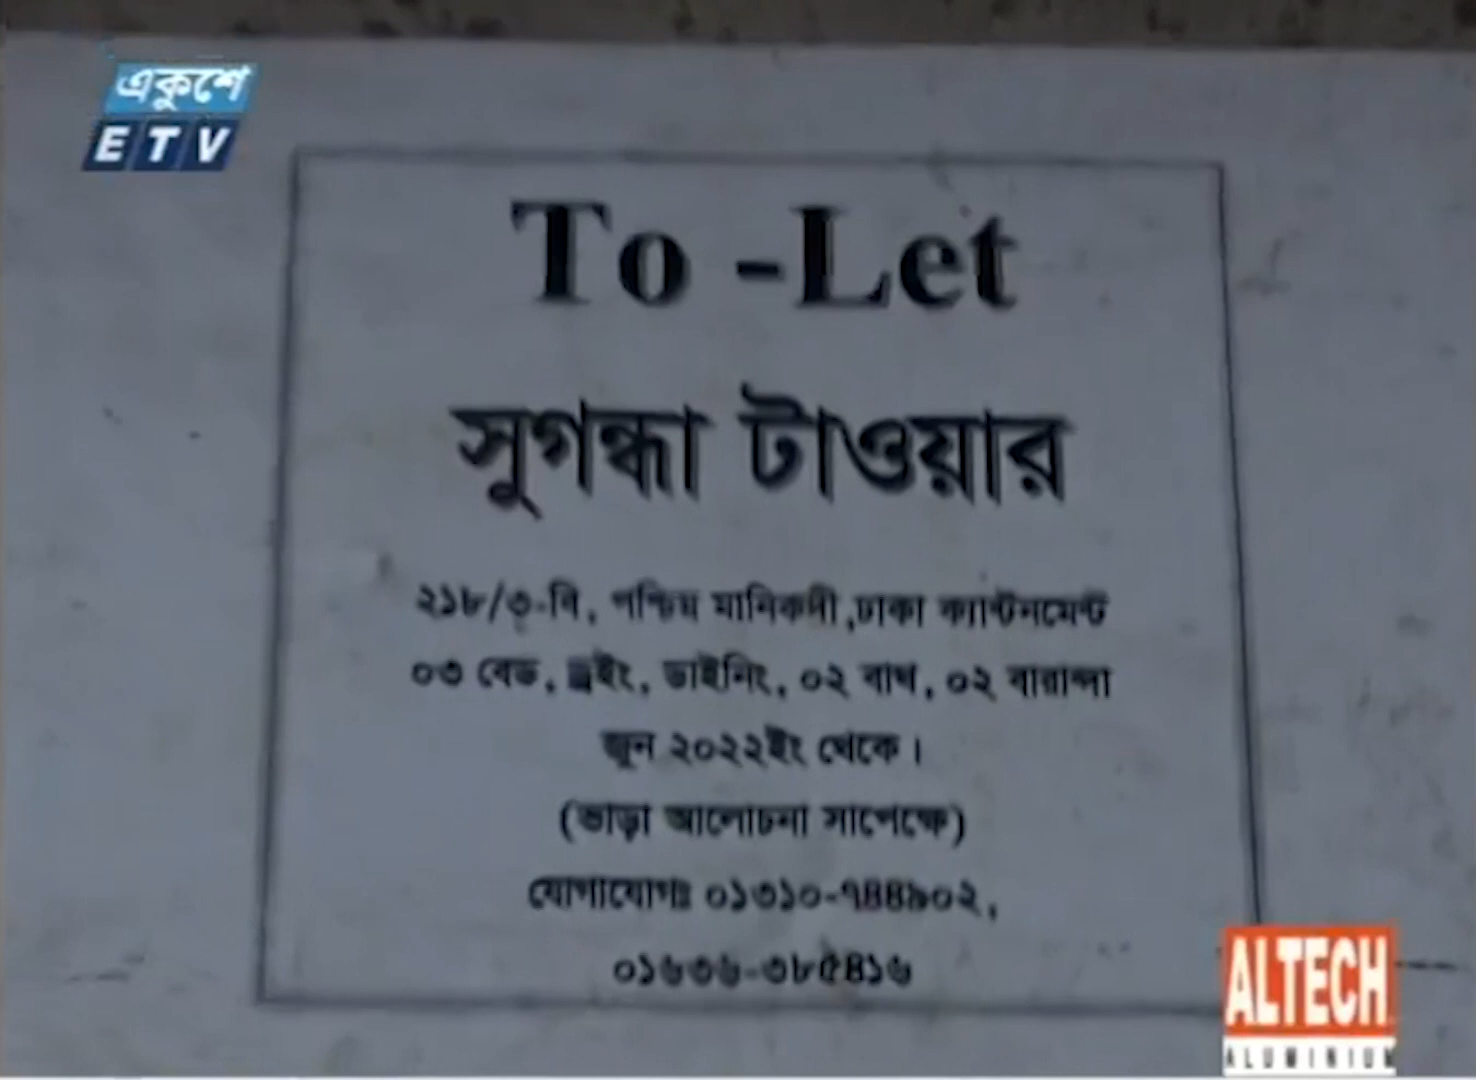 একুশে
ETV
To -Let
সুগন্ধা টাওয়ার
২১৮/৩-বি, পশ্চিম মানিকদী ,ঢাকা ক্যান্টনমেন্ট
০৩ বেড, ড্রইং, ডাইনিং, ০২ বাথ, ০২ বারান্দা
জুন ২০২২ইং থেকে।
(ভাড়া আলোচনা সাপেক্ষে)
যোগাযোগঃ ০১৩১০-৭৪৪৯০২,
০১৬৩৬-৩৮৫৪১৬
ALTECH
ALUMINIUM